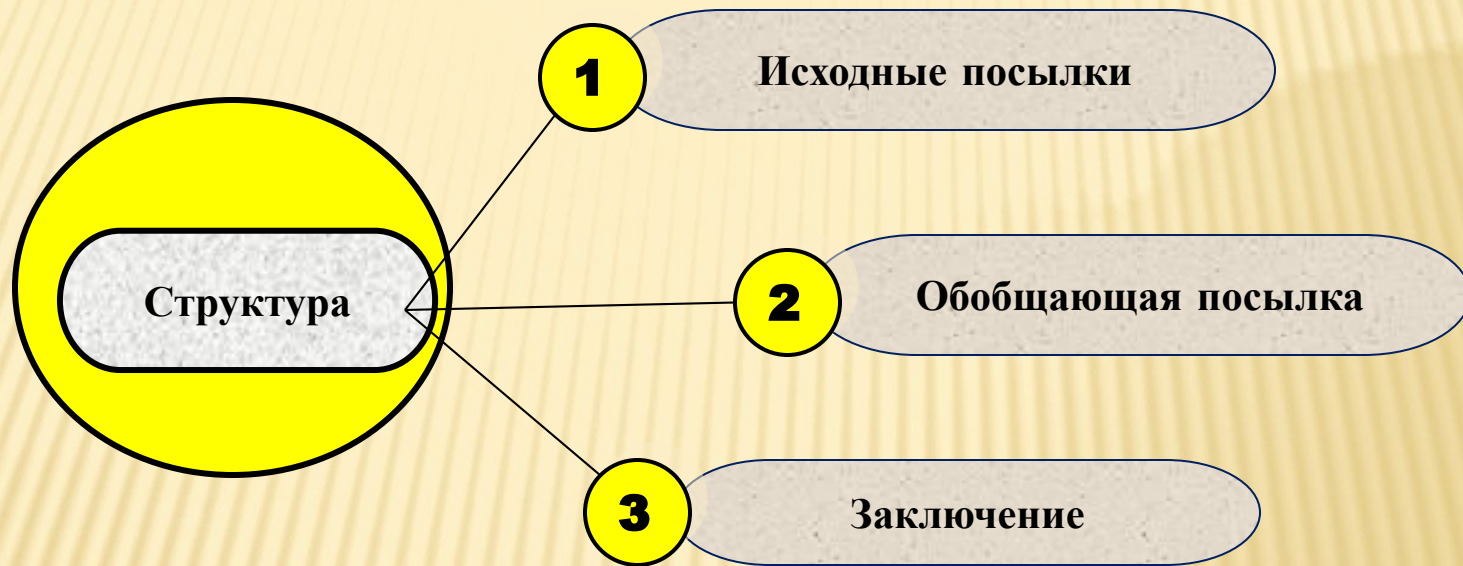 1
Исходные посылки
Структура
2
Обобщающая посылка
3
Заключение